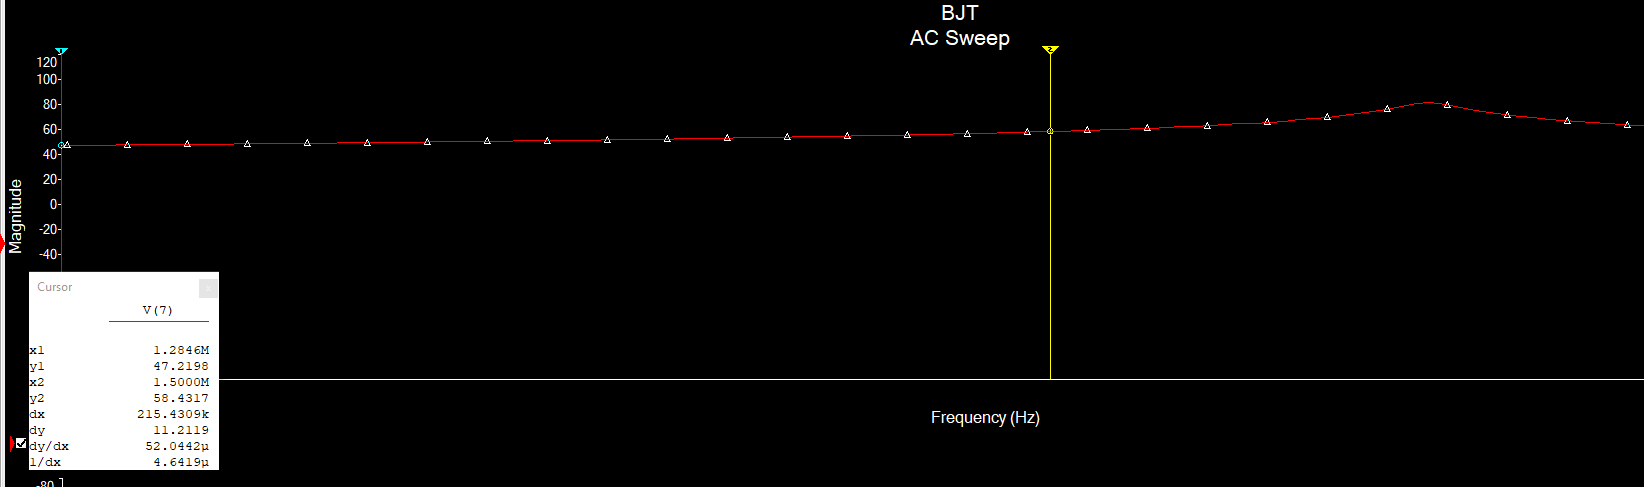 BJT
AC Sweep
1
2
120
100
80
60
40
20
0
-20
-40
Magnitude
Cursor
V(7)
x1 1.2846M
y1 47.2198
x2 1.5000M
y2 58.4317
dx 215.4309k
dy 11.2119
dy/dx 52.0442µ
1/dx 4.6419µ
Frequency (Hz)
-80